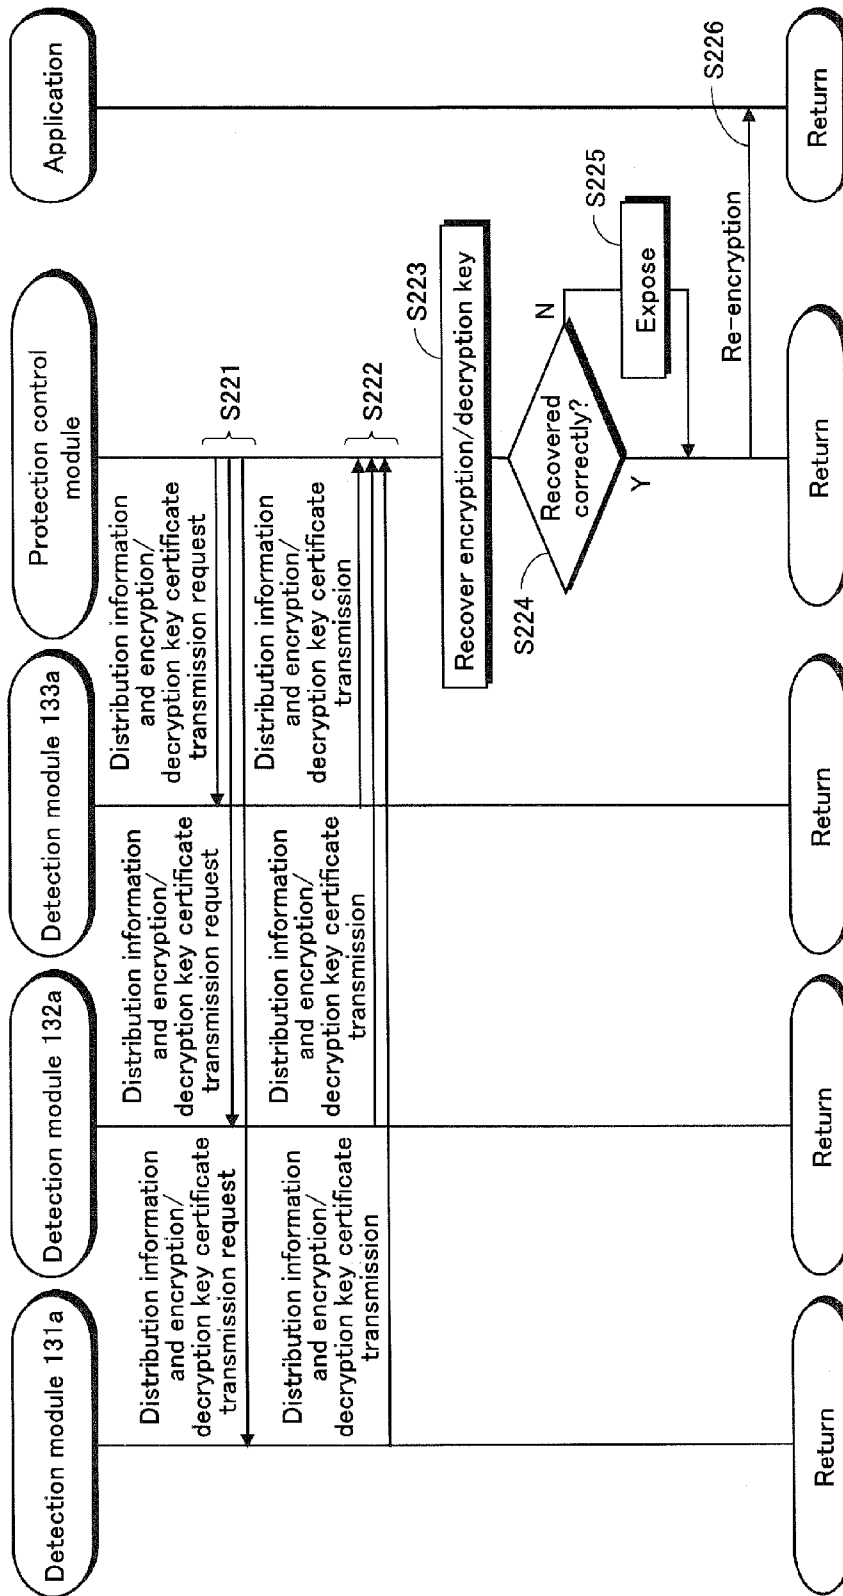 Detection module 131a
Detection module 132a
Detection module 133a
Protection control
module
Application
Distribution information
and encryption/
decryption key certificate
transmission request
Distribution information
and encryption/
decryption key certificate
transmission request
Distribution information
and encryption/
decryption key certificate
transmission request
S221
Distribution information
and encryption/
decryption key certificate
transmission
Distribution information
and encryption/
decryption key certificate
transmission
Distribution information
and encryption/
decryption key certificate
transmission
S222
Recover encryption/decryption key
S223
S224
Recovered
correctly?
N
Y
Expose
S225
Re-encryption
S226
Return
Return
Return
Return
Return